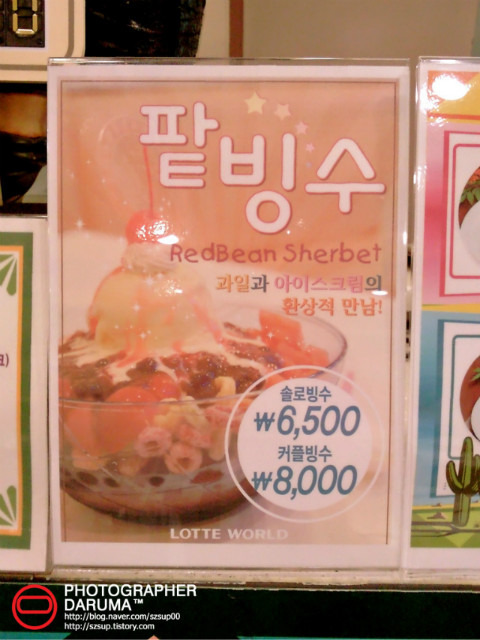 팥빙수
RedBean Sherbet
과일과 아이스크림의
환상적 만남!
솔로빙수
₩6,500
커플빙수
₩8,000
LOTTE WORLD
PHOTOGRAPHER
DARUMA™
http://blog.naver.com/szsup00
http://szsup.tistory.com